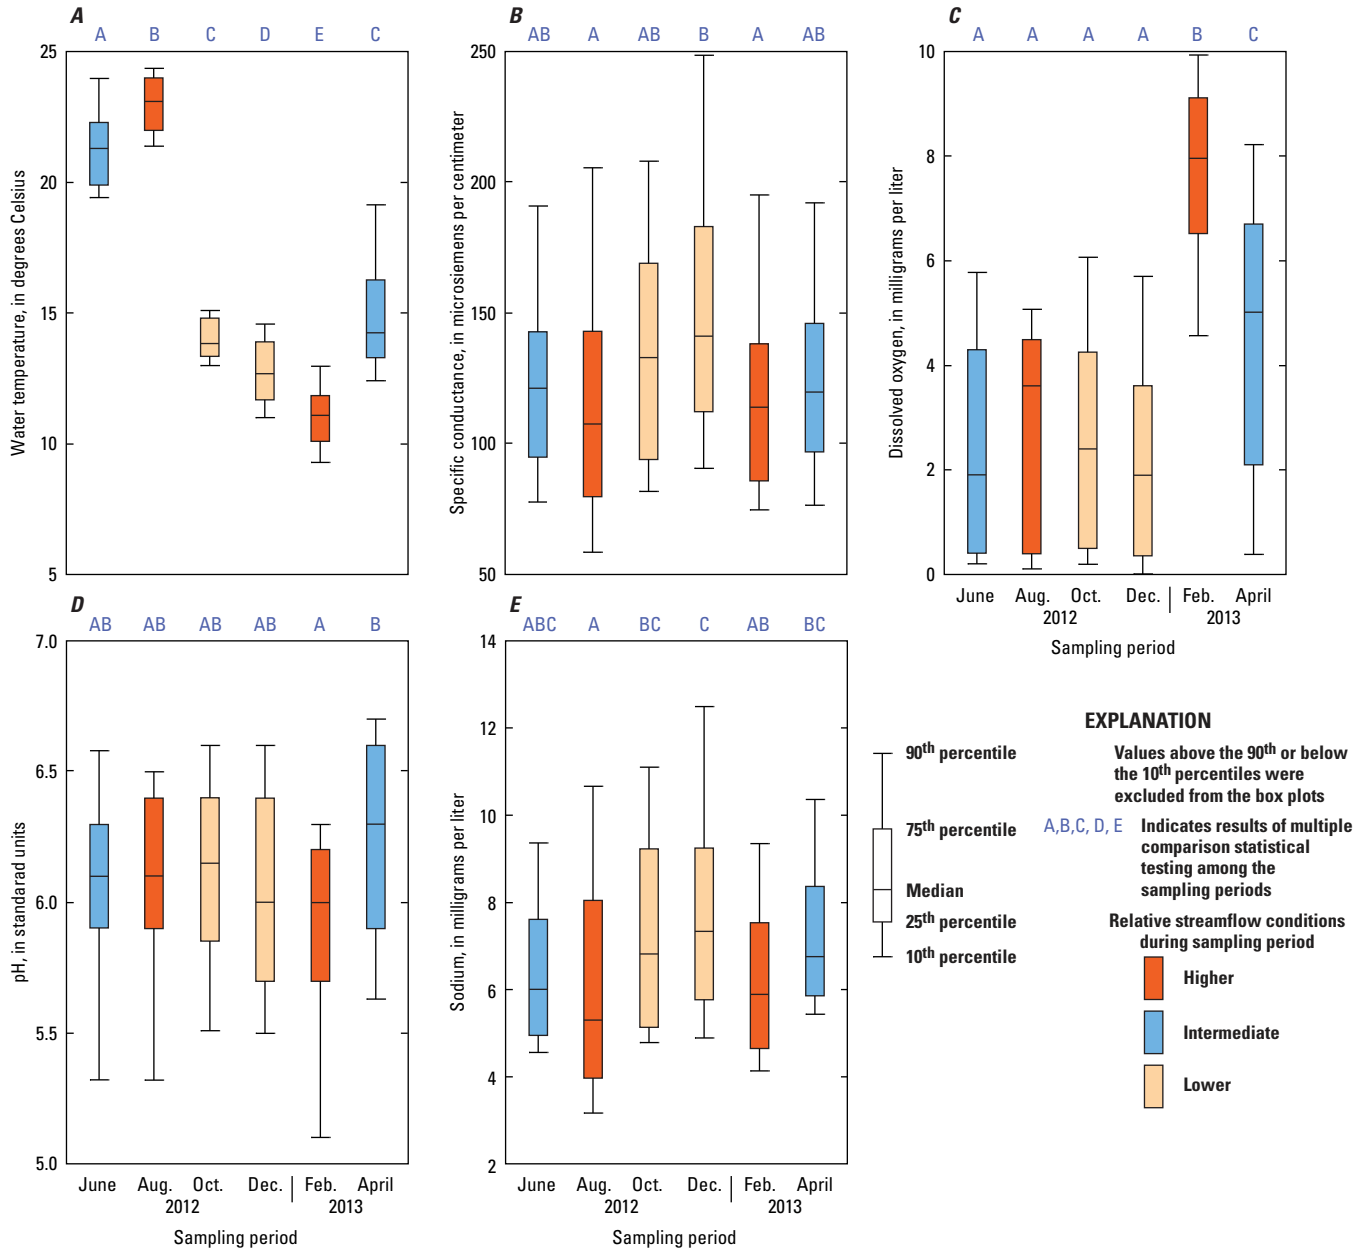 A
A B C D E C
25
20
15
10
5
Water temperature, in degrees Celsius
B
AB A AB B A AB
250
200
150
100
50
Specific conductance, in microsiemens per centimeter
C
A A A A B C
10
8
6
4
2
0
Dissolved oxygen, in milligrams per liter
June Aug. Oct. Dec. Feb. April
2012 2013
Sampling period
D
AB AB AB AB A B
7.0
6.5
6.0
5.5
5.0
pH, in standarad units
June Aug. Oct. Dec. Feb. April
2012 2013
Sampling period
E
ABC A BC C AB BC
14
12
10
8
6
4
2
Sodium, in milligrams per liter
June Aug. Oct. Dec. Feb. April
2012 2013
Sampling period
EXPLANATION
90th percentile
75th percentile
Median
25th percentile
10th percentile
Values above the 90th or below
the 10th percentiles were
excluded from the box plots
A,B,C, D, E Indicates results of multiple
comparison statistical
testing among the
sampling periods
Relative streamflow conditions
during sampling period
Higher
Intermediate
Lower